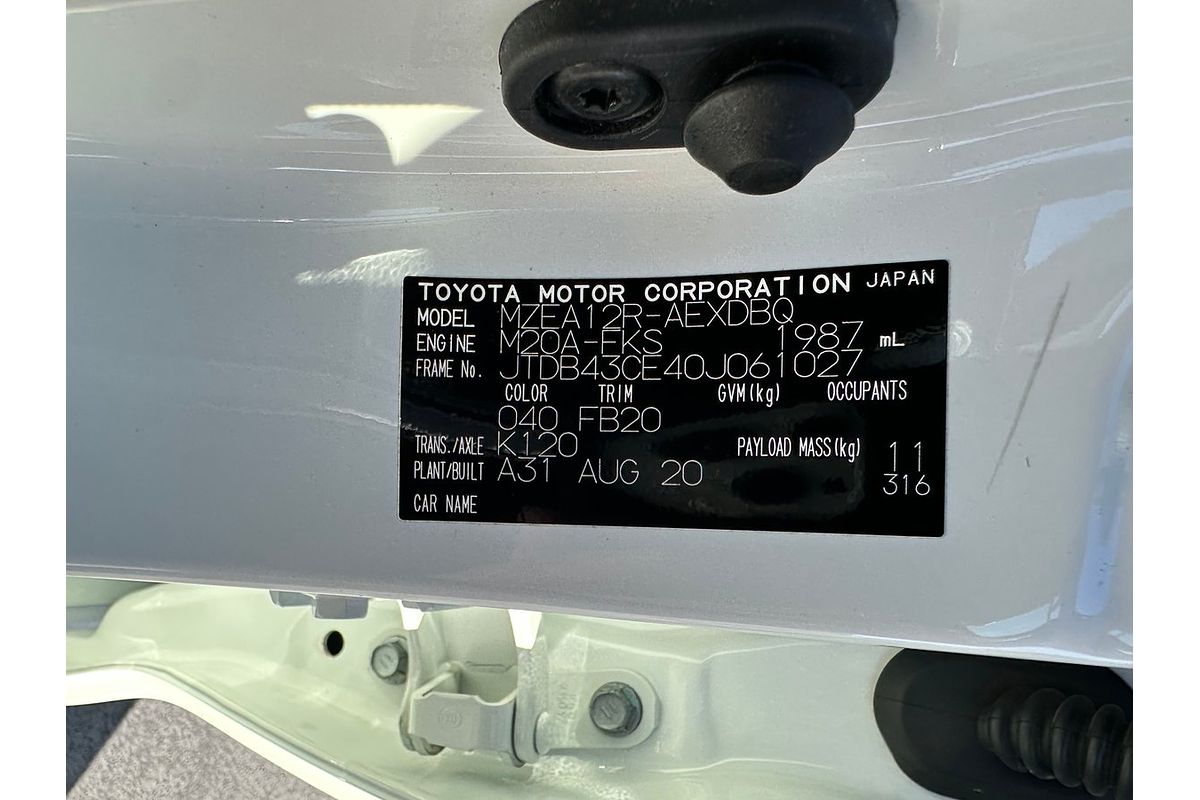 TOYOTA MOTOR CORPORATION JAPAN
MODEL MZEA12R-AEXDBQ
ENGINE M20A-FKS 1987 mL
FRAME No. JTDB43CE40J061027
COLOR TRIM GVM(kg) OCCUPANTS
040 FB20
TRANS./AXLE K120 PAYLOAD MASS(kg) 11
PLANT/BUILT A31 AUG 20 316
CAR NAME